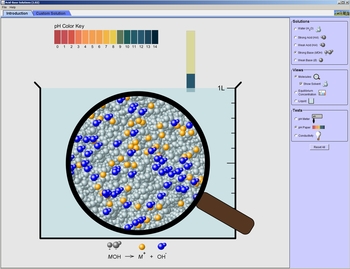 Acid-Base Solutions (1.02)
File Help
Introduction
Custom Solution
pH Color Key
0 1 2 3 4 5 6 7 8 9 10 11 12 13 14
1L
MOH → M⁺ + OH⁻
Solutions
Water (H₂O)
Strong Acid (HA)
Weak Acid (HA)
Strong Base (MOH)
Weak Base (B)
Views
Molecules
Show Solvent
Equilibrium
Concentration
Liquid
Tools
pH Meter
pH Paper
Conductivity
Reset All